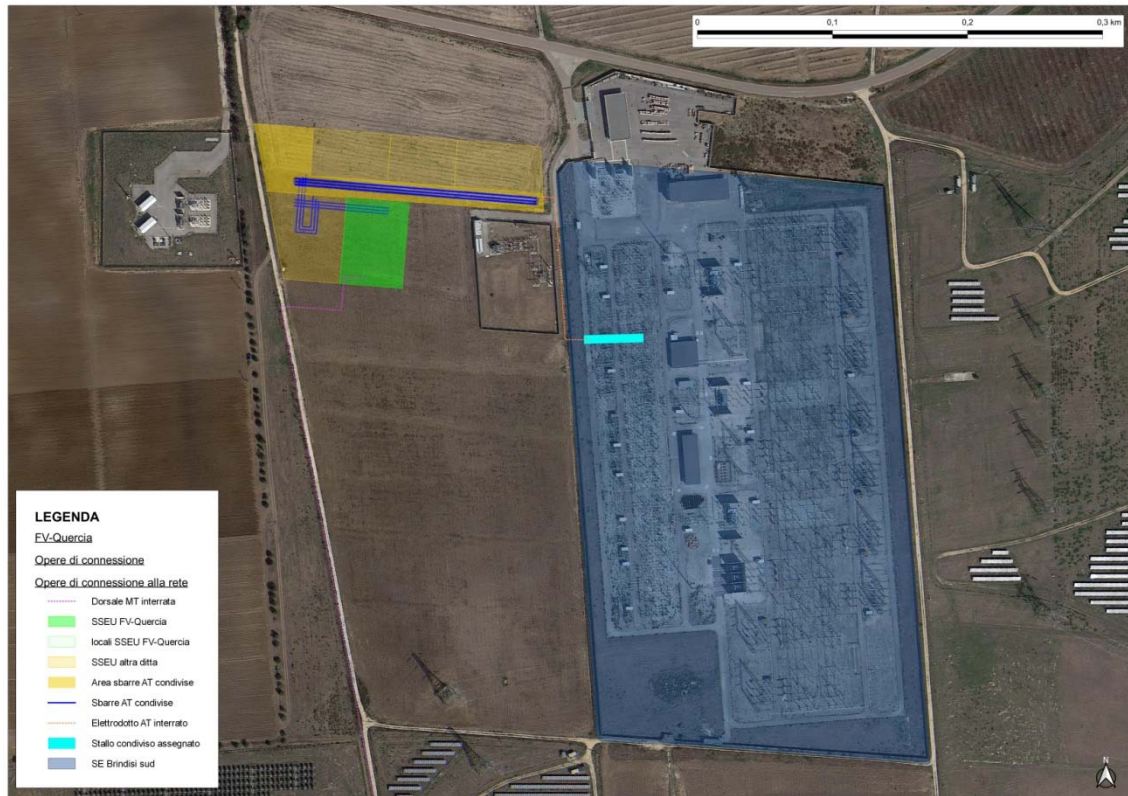 0 0,1 0,2 0,3 km
LEGENDA
FV-Quercia
Opere di connessione
Opere di connessione alla rete
Dorsale MT interrata
SSEU FV-Quercia
locali SSEU FV-Quercia
SSEU altra ditta
Area sbarre AT condivise
Sbarre AT condivise
Elettrodotto AT interrato
Stallo condiviso assegnato
SE Brindisi sud
N